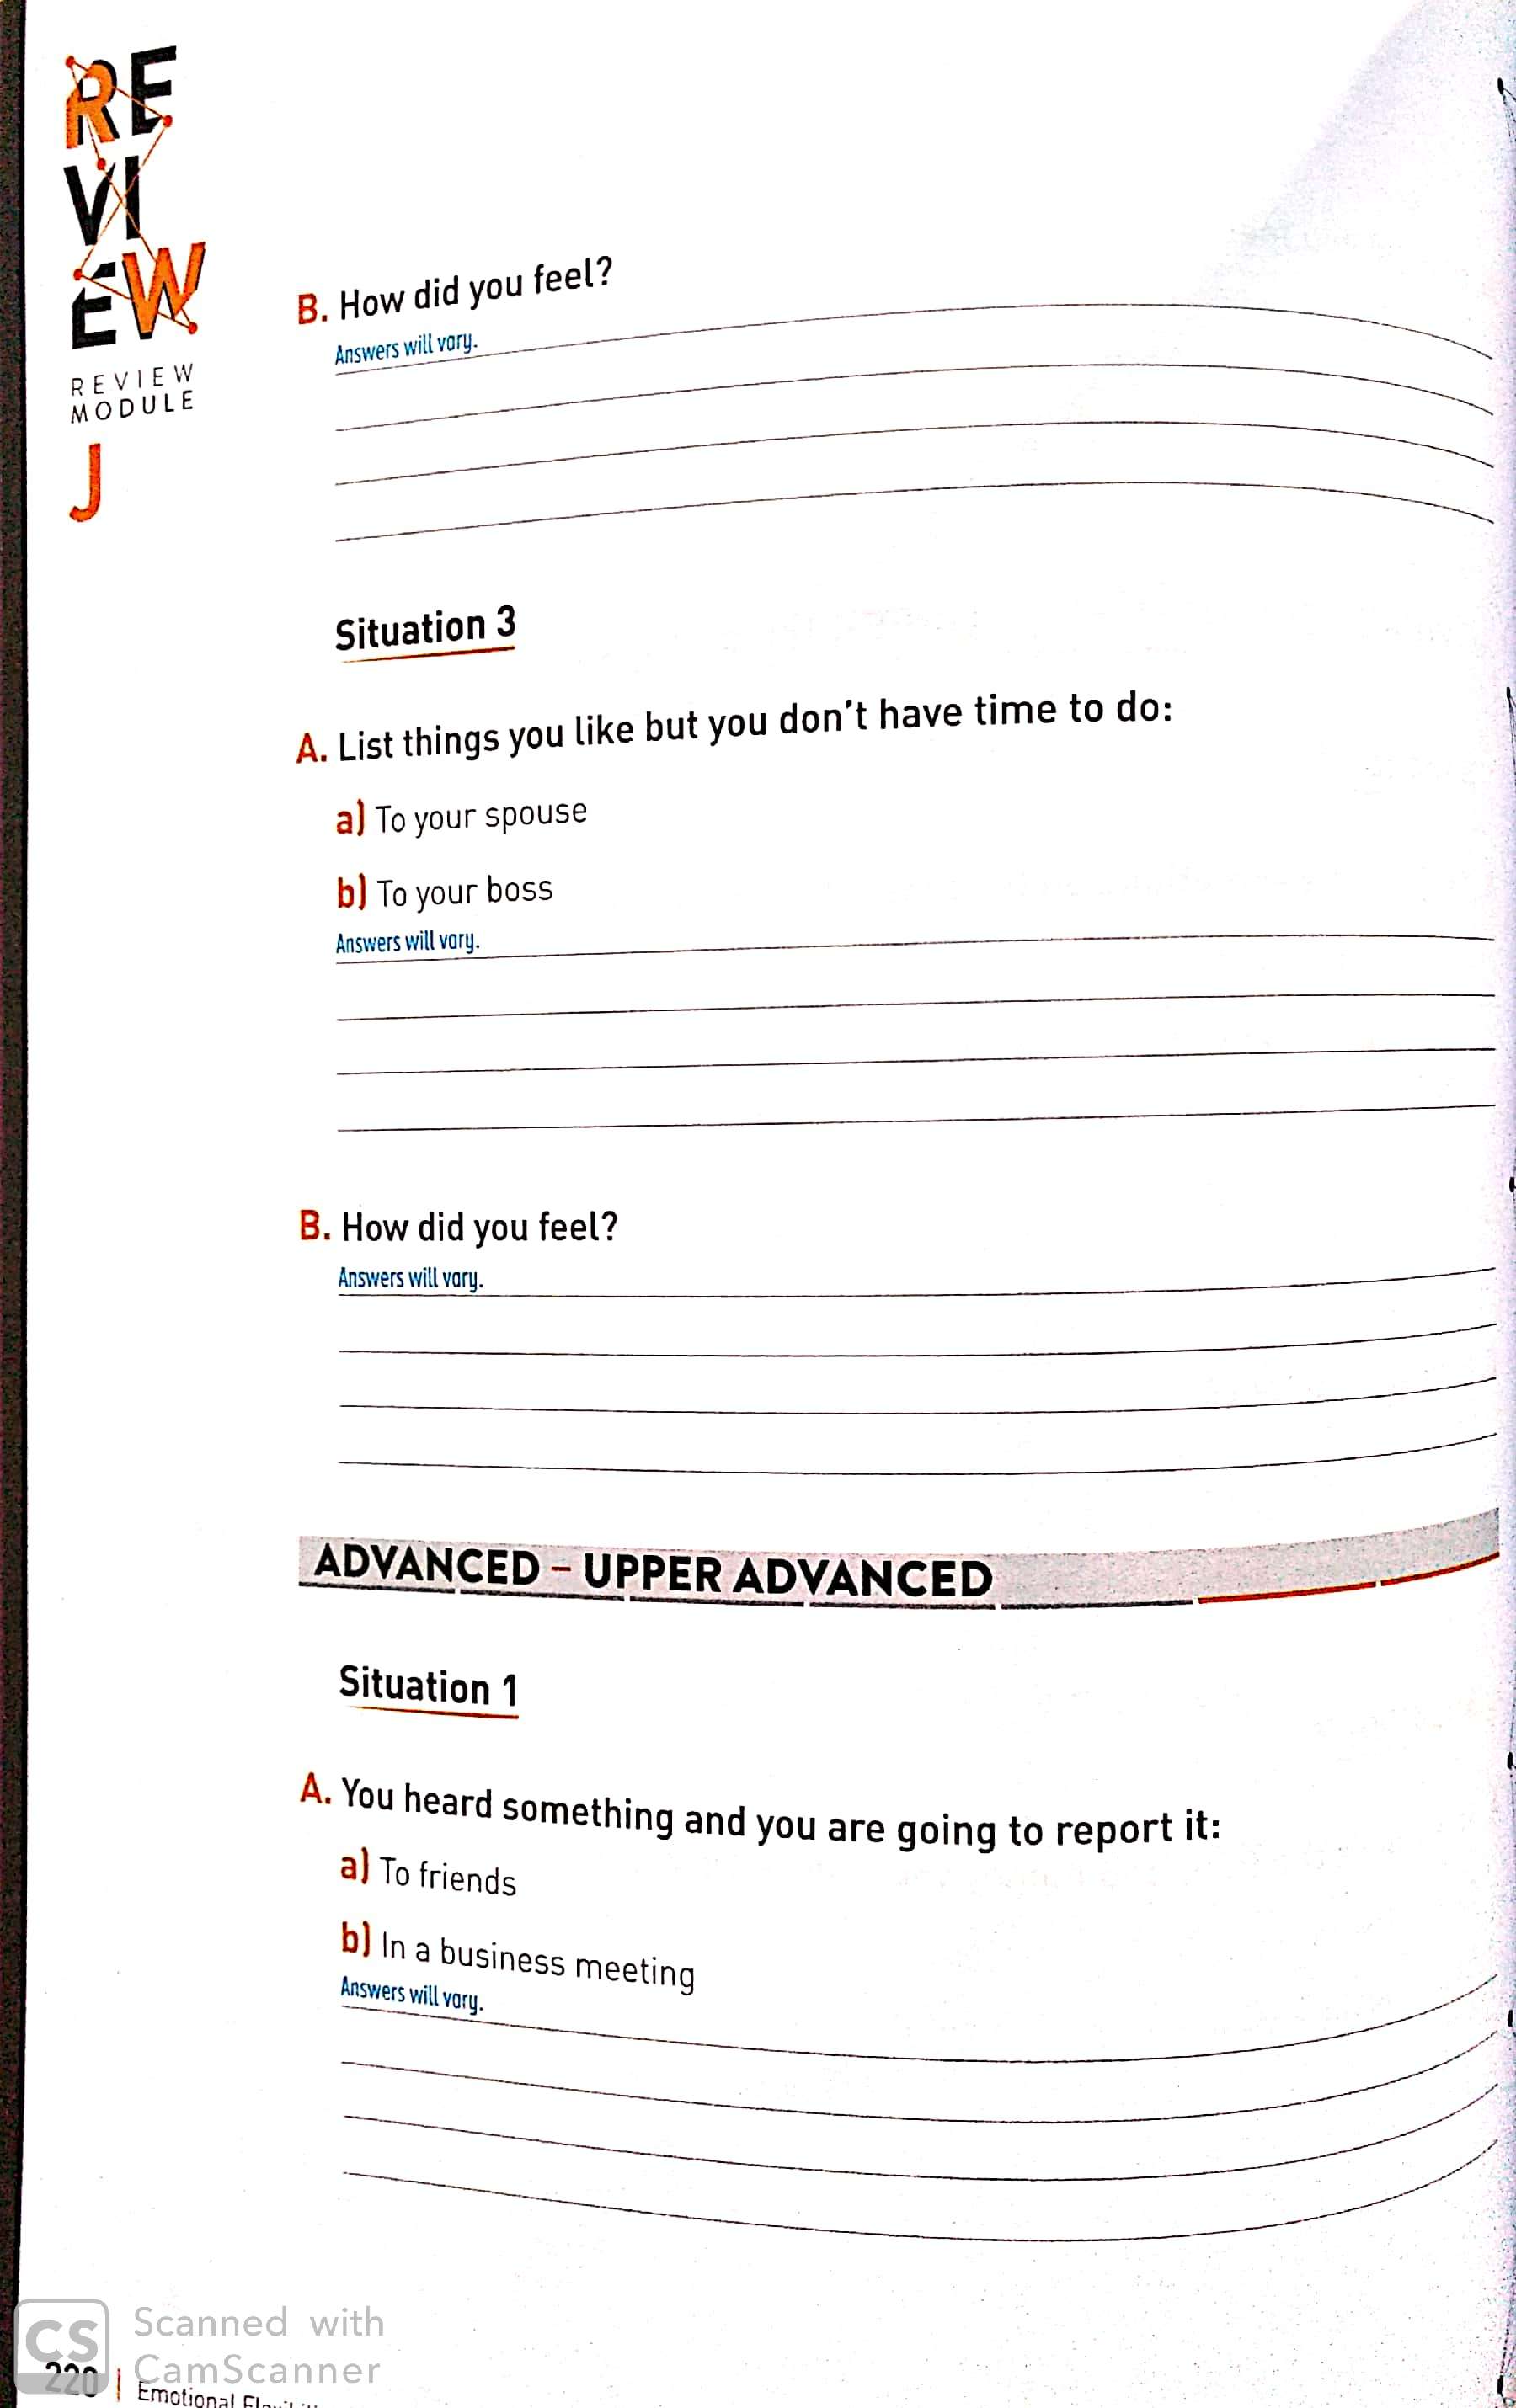 RE
VI
EW
REVIEW
MODULE
J
B. How did you feel?
Answers will vary.
Situation 3
A. List things you like but you don't have time to do:
a) To your spouse
b) To your boss
Answers will vary.
B. How did you feel?
Answers will vary.
ADVANCED – UPPER ADVANCED
Situation 1
A. You heard something and you are going to report it:
a) To friends
b) In a business meeting
Answers will vary.
CS Scanned with
CamScanner
220 | Emotional